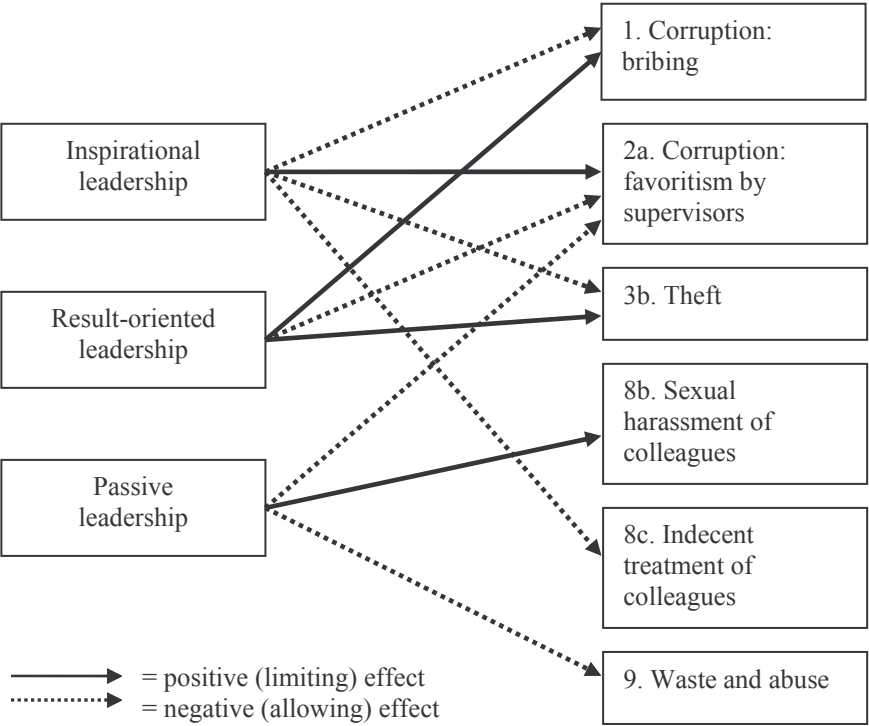 Inspirational
leadership
Result-oriented
leadership
Passive
leadership
1. Corruption:
bribing
2a. Corruption:
favoritism by
supervisors
3b. Theft
8b. Sexual
harassment of
colleagues
8c. Indecent
treatment of
colleagues
9. Waste and abuse
= positive (limiting) effect
= negative (allowing) effect